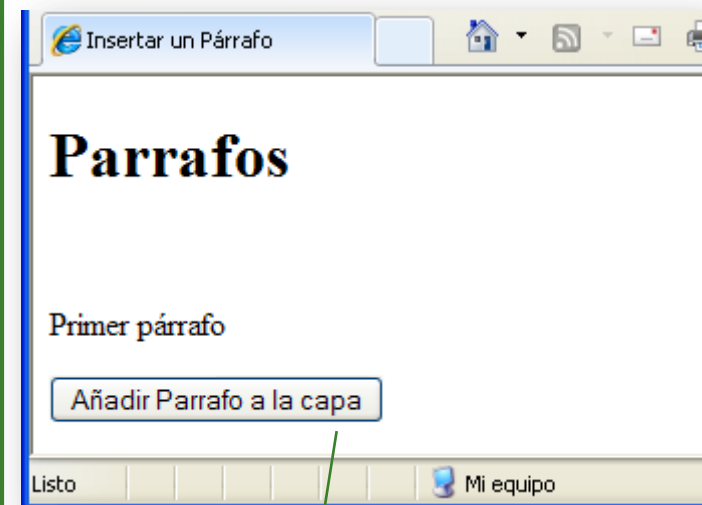 Insertar un Párrafo
Parrafos
Primer párrafo
Añadir Parrafo a la capa
Listo
Mi equipo